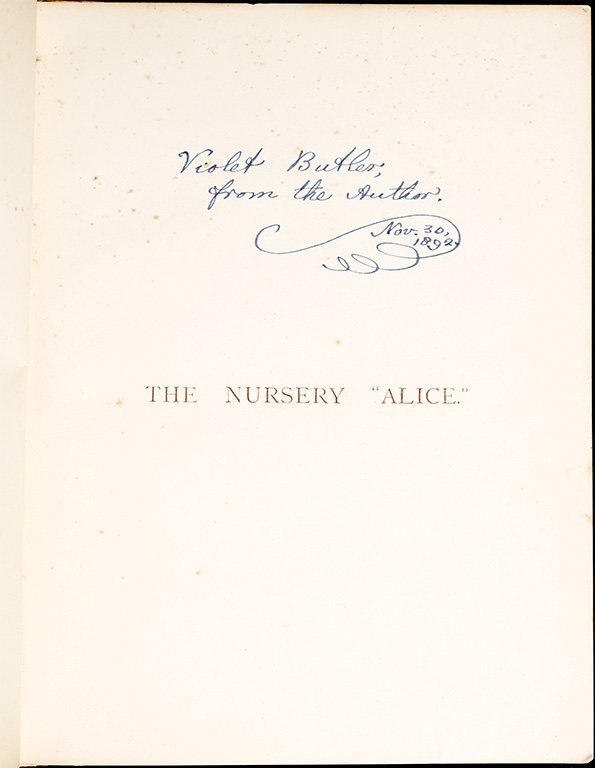 Violet Butler,
from the Author.
Nov. 30,
1892.
THE NURSERY "ALICE."